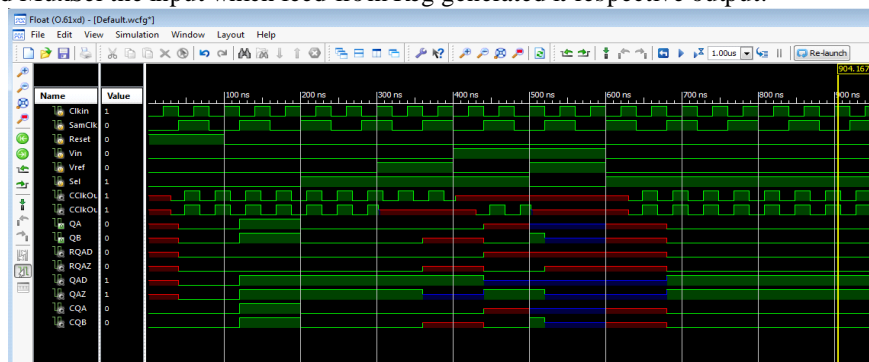 d Muxsel the input which feed from Reg generated it respective output.
Float (O.61xd) - [Default.wcfg*]
File Edit View Simulation Window Layout Help
1.00us Re-launch
904.167
Name Value
100 ns 200 ns 300 ns 400 ns 500 ns 600 ns 700 ns 800 ns 900 ns
Clkin 1
SamClk 0
Reset 0
Vin 0
Vref 0
Sel 1
CClkOu 1
CClkOu 1
QA 0
QB 0
RQAD 0
RQAZ 0
QAD 1
QAZ 1
CQA 0
CQB 0